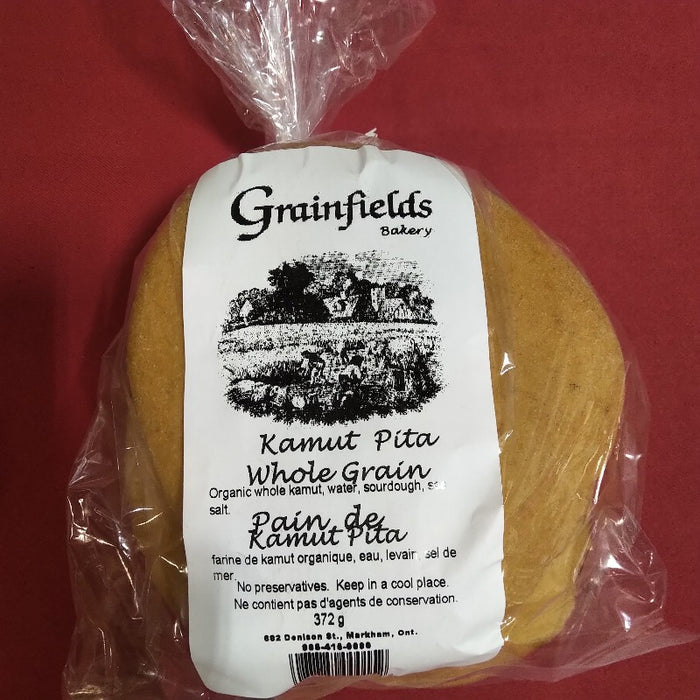 Grainfields
Bakery
Kamut Pita
Whole Grain
Organic whole kamut, water, sourdough, sea
salt.
Pain de
Kamut Pita
farine de kamut organique, eau, levain, sel de
mer.
No preservatives. Keep in a cool place.
Ne contient pas d'agents de conservation.
372 g
Denison St., Markham, Ont.